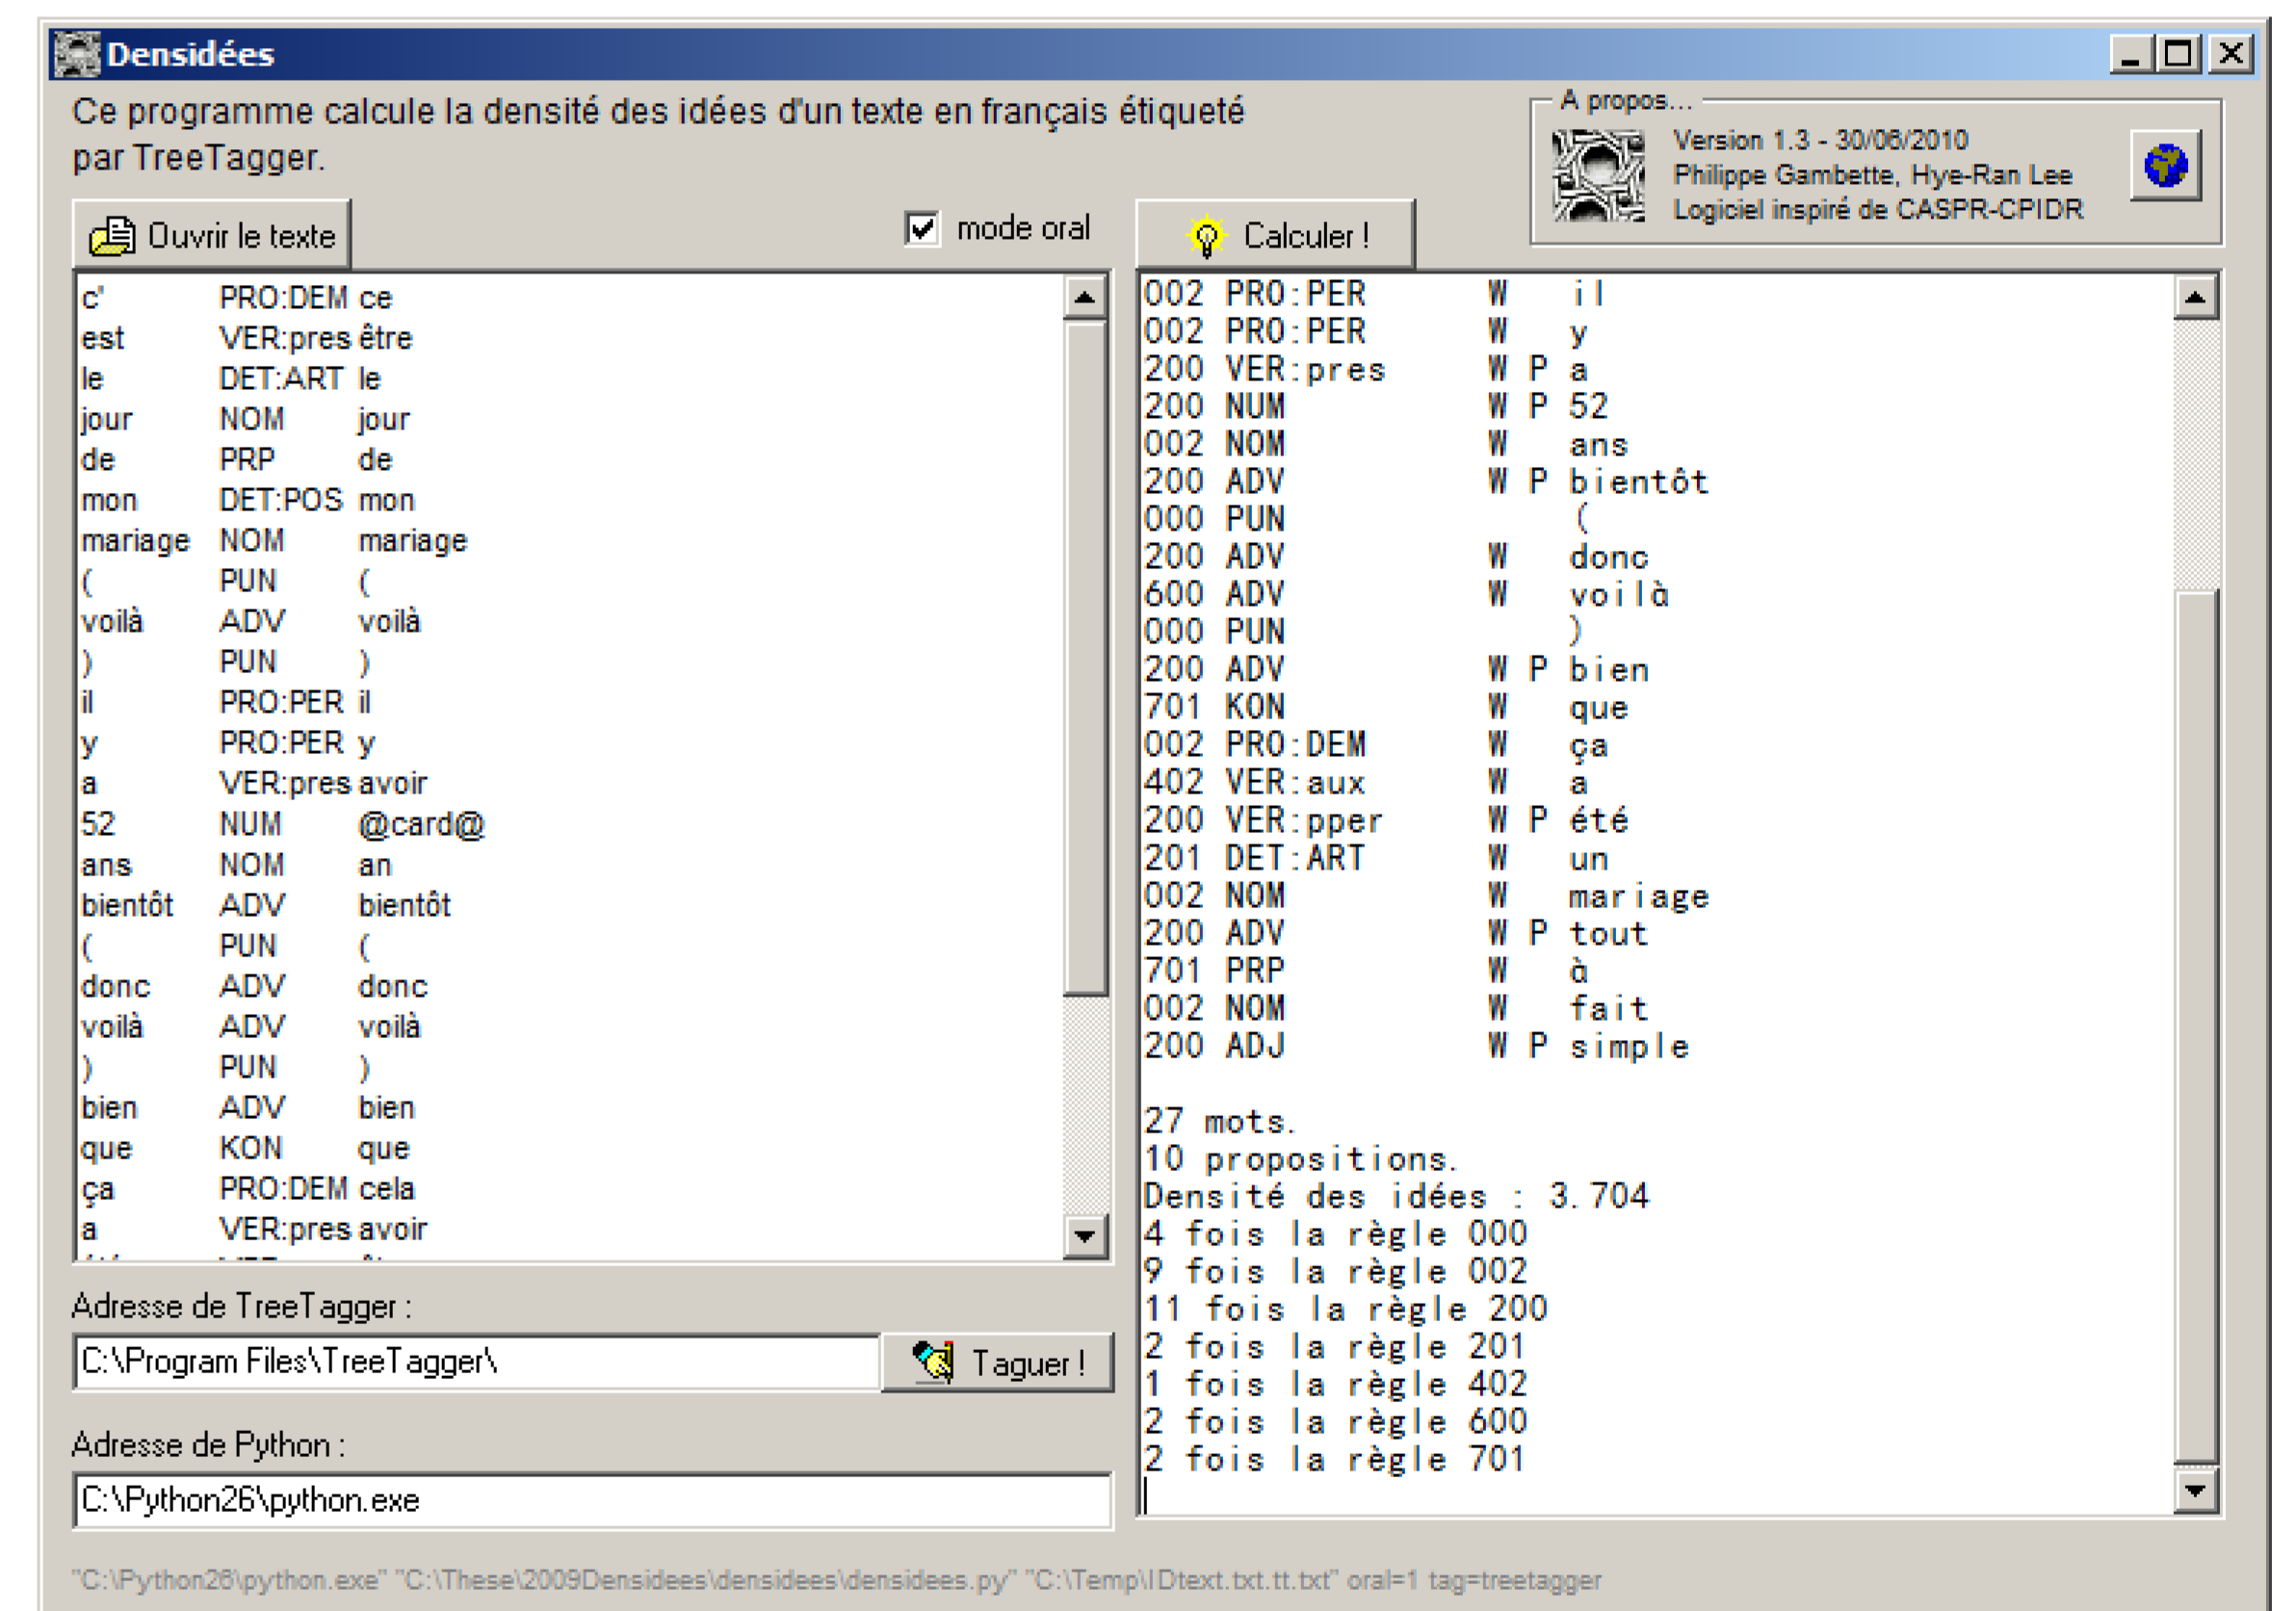 Densidées
Ce programme calcule la densité des idées d'un texte en français étiqueté
par TreeTagger.
A propos...
Version 1.3 - 30/06/2010
Philippe Gambette, Hye-Ran Lee
Logiciel inspiré de CASPR-CPIDR
Ouvrir le texte
mode oral
Calculer !
c' PRO:DEM ce
est VER:pres être
le DET:ART le
jour NOM jour
de PRP de
mon DET:POS mon
mariage NOM mariage
( PUN (
voilà ADV voilà
) PUN )
il PRO:PER il
y PRO:PER y
a VER:pres avoir
52 NUM @card@
ans NOM an
bientôt ADV bientôt
( PUN (
donc ADV donc
voilà ADV voilà
) PUN )
bien ADV bien
que KON que
ça PRO:DEM cela
a VER:pres avoir
Adresse de TreeTagger :
C:\Program Files\TreeTagger\
Taguer !
Adresse de Python :
C:\Python26\python.exe
002 PRO:PER W il
002 PRO:PER W y
200 VER:pres W P a
200 NUM W P 52
002 NOM W ans
200 ADV W P bientôt
000 PUN (
200 ADV W donc
600 ADV W voilà
000 PUN )
200 ADV W P bien
701 KON W que
002 PRO:DEM W ça
402 VER:aux W a
200 VER:pper W P été
201 DET:ART W un
002 NOM W mariage
200 ADV W P tout
701 PRP W à
002 NOM W fait
200 ADJ W P simple
27 mots.
10 propositions.
Densité des idées : 3.704
4 fois la règle 000
9 fois la règle 002
11 fois la règle 200
2 fois la règle 201
1 fois la règle 402
2 fois la règle 600
2 fois la règle 701
"C:\Python26\python.exe" "C:\These\2009Densidees\densidees\densidees.py" "C:\Temp\IDtext.txt.tt.txt" oral=1 tag=treetagger